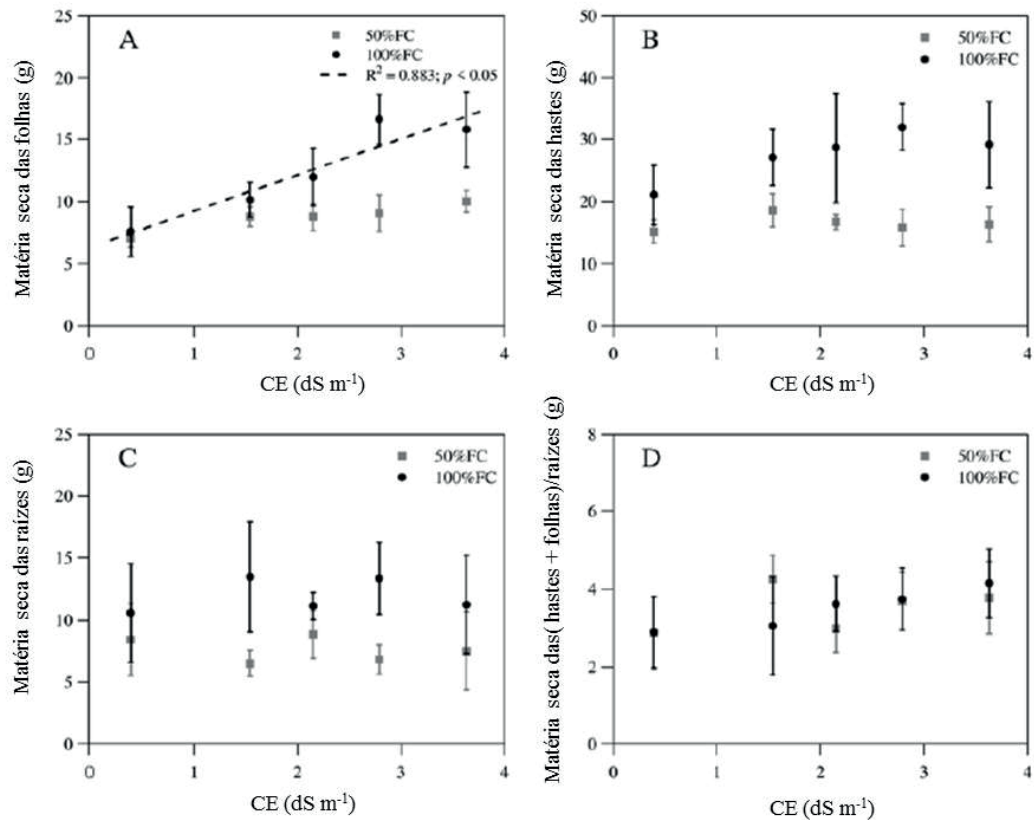 25
20
15
10
5
0
0
1
2
3
4
A
50%FC
100%FC
R² = 0.883; p < 0.05
Matéria seca das folhas (g)
CE (dS m⁻¹)
50
40
30
20
10
0
0
1
2
3
4
B
50%FC
100%FC
Matéria seca das hastes (g)
CE (dS m⁻¹)
25
20
15
10
5
0
0
1
2
3
4
C
50%FC
100%FC
Matéria seca das raízes (g)
CE (dS m⁻¹)
8
6
4
2
0
0
1
2
3
4
D
50%FC
100%FC
Matéria seca das( hastes + folhas)/raízes (g)
CE (dS m⁻¹)